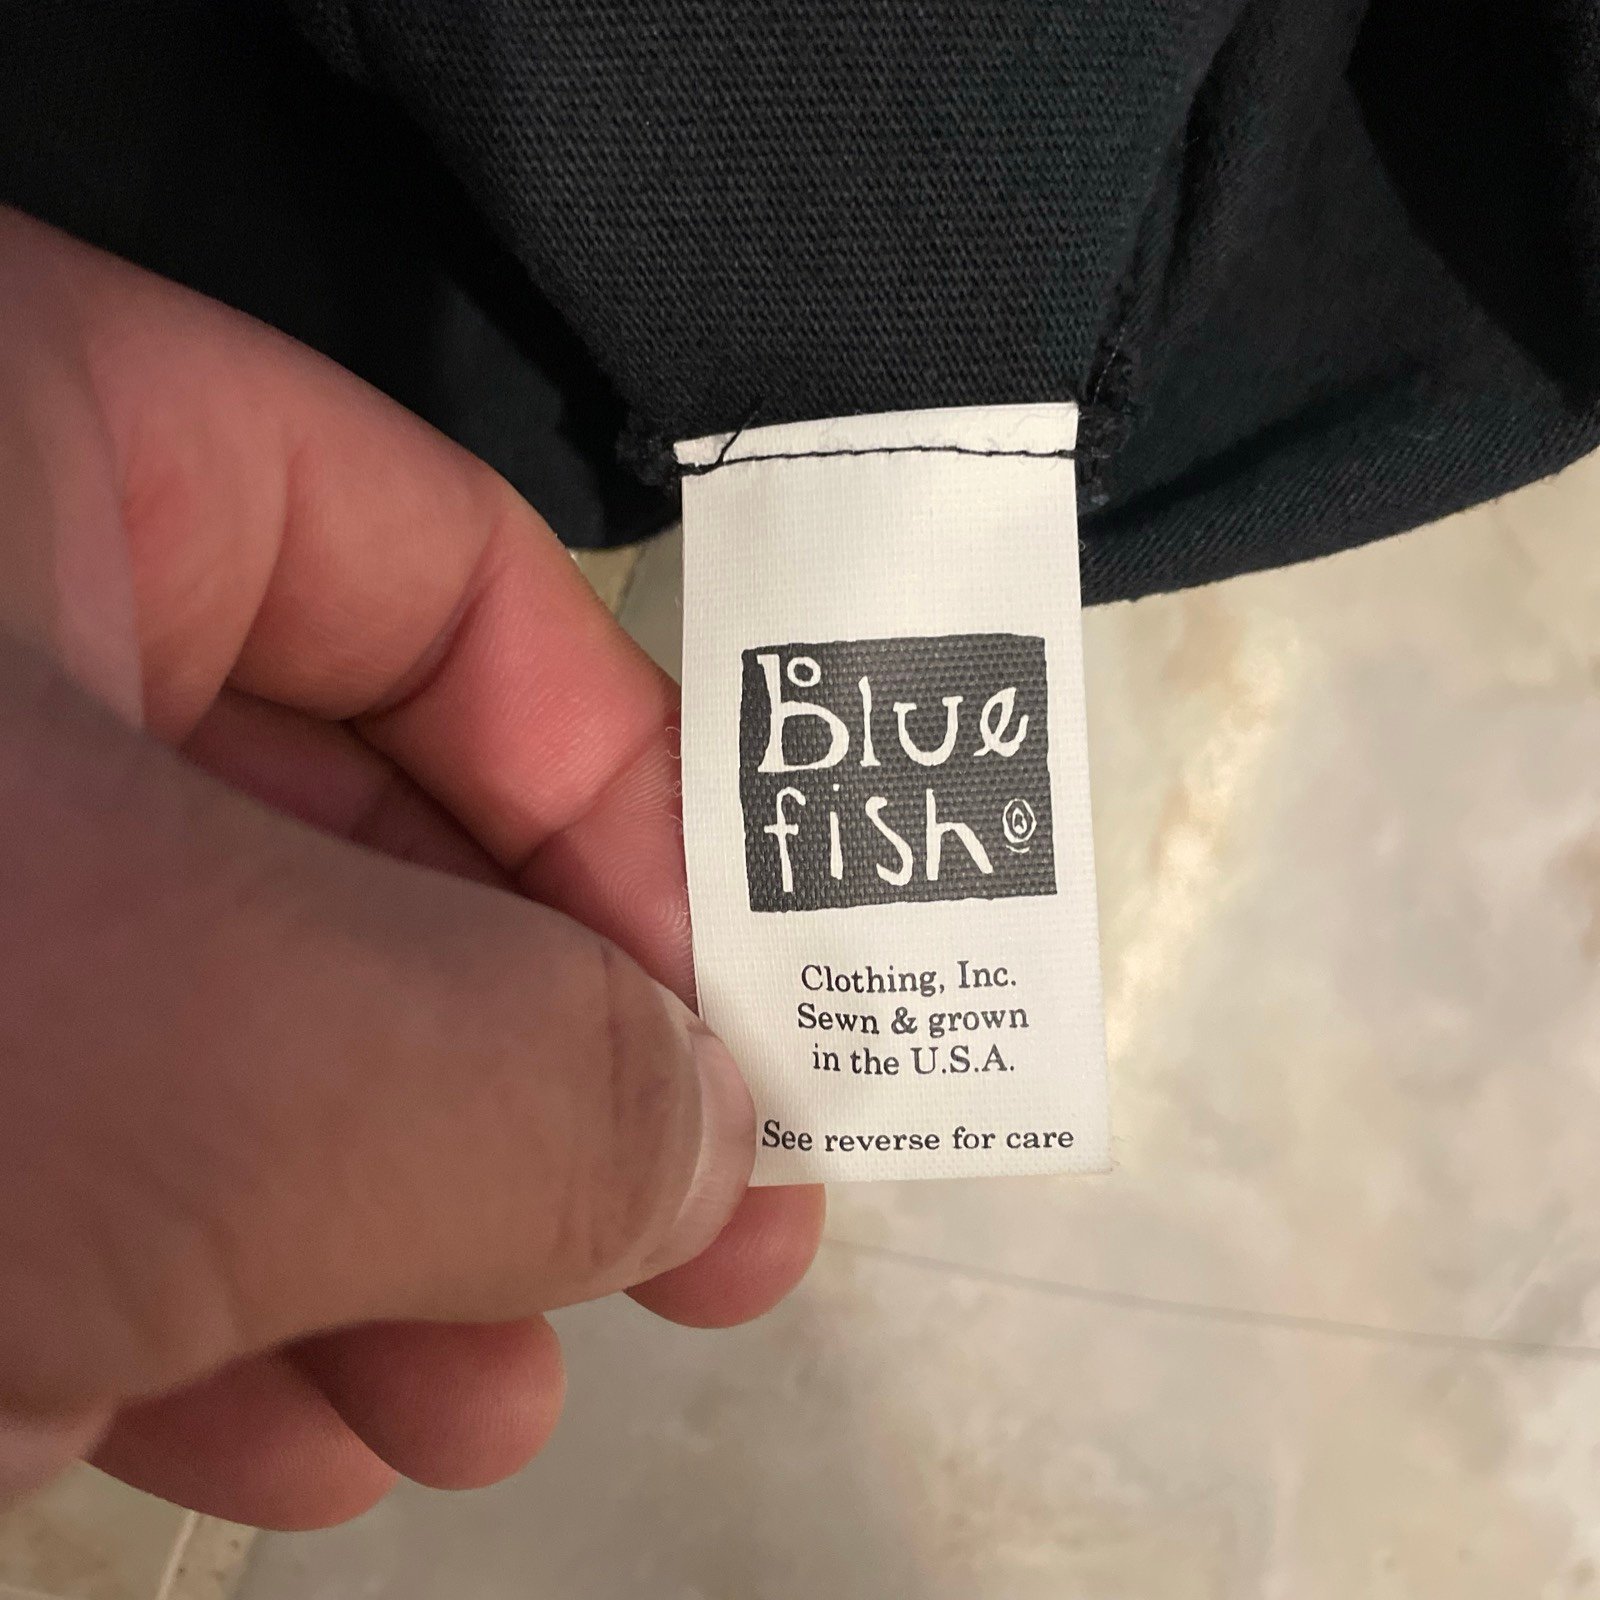 blue
fish
Clothing, Inc.
Sewn & grown
in the U.S.A.
See reverse for care